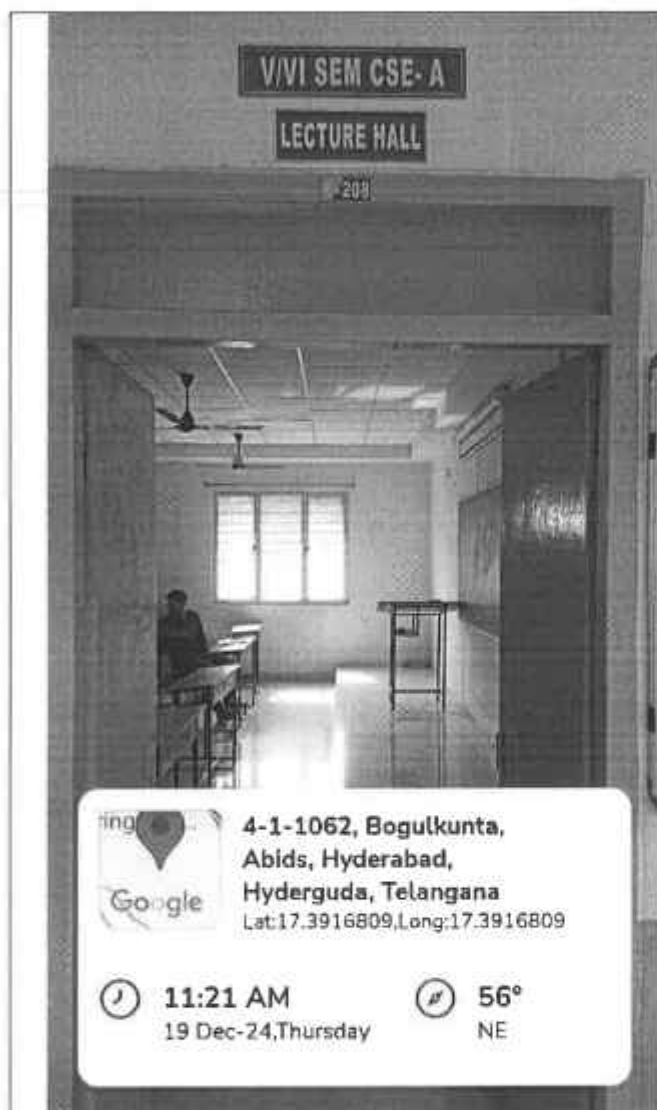 V/VI SEM CSE- A
LECTURE HALL
208
ring
Google
4-1-1062, Bogulkunta,
Abids, Hyderabad,
Hyderguda, Telangana
Lat:17.3916809,Long:17.3916809
11:21 AM
19 Dec-24,Thursday
56°
NE